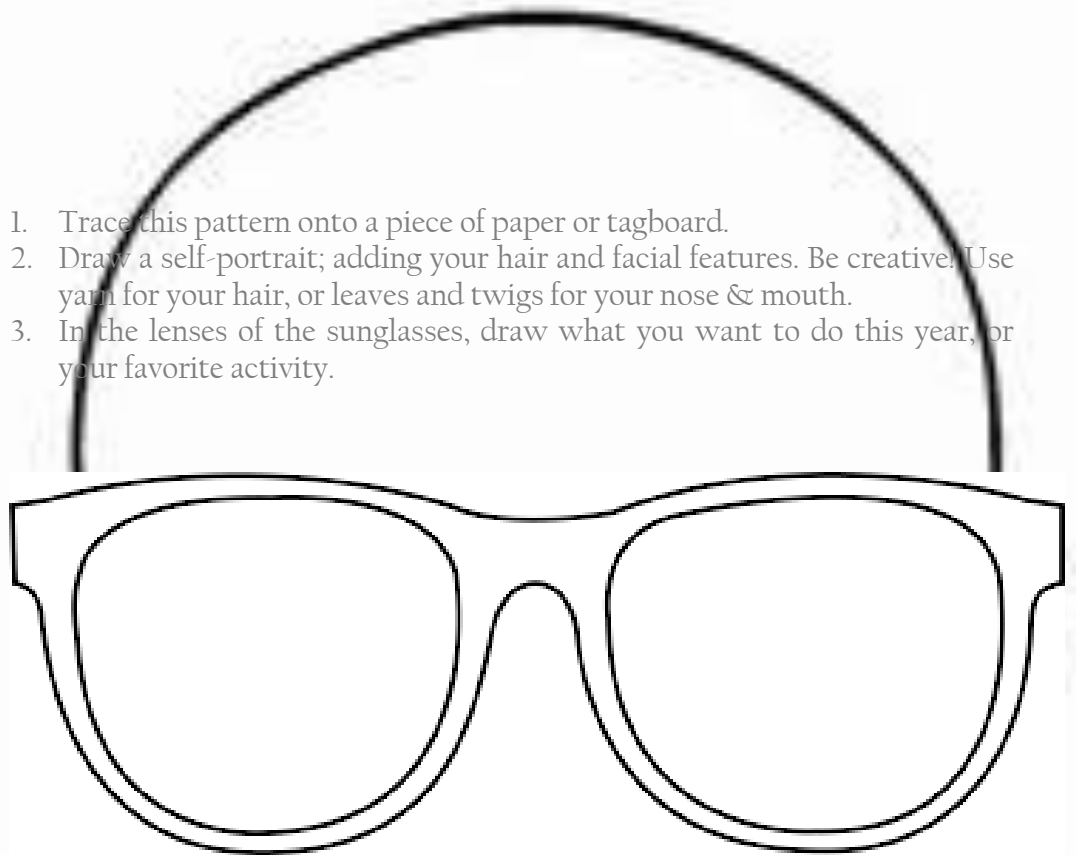 1. Trace this pattern onto a piece of paper or tagboard.
2. Draw a self-portrait; adding your hair and facial features. Be creative! Use
yarn for your hair, or leaves and twigs for your nose & mouth.
3. In the lenses of the sunglasses, draw what you want to do this year, or
your favorite activity.